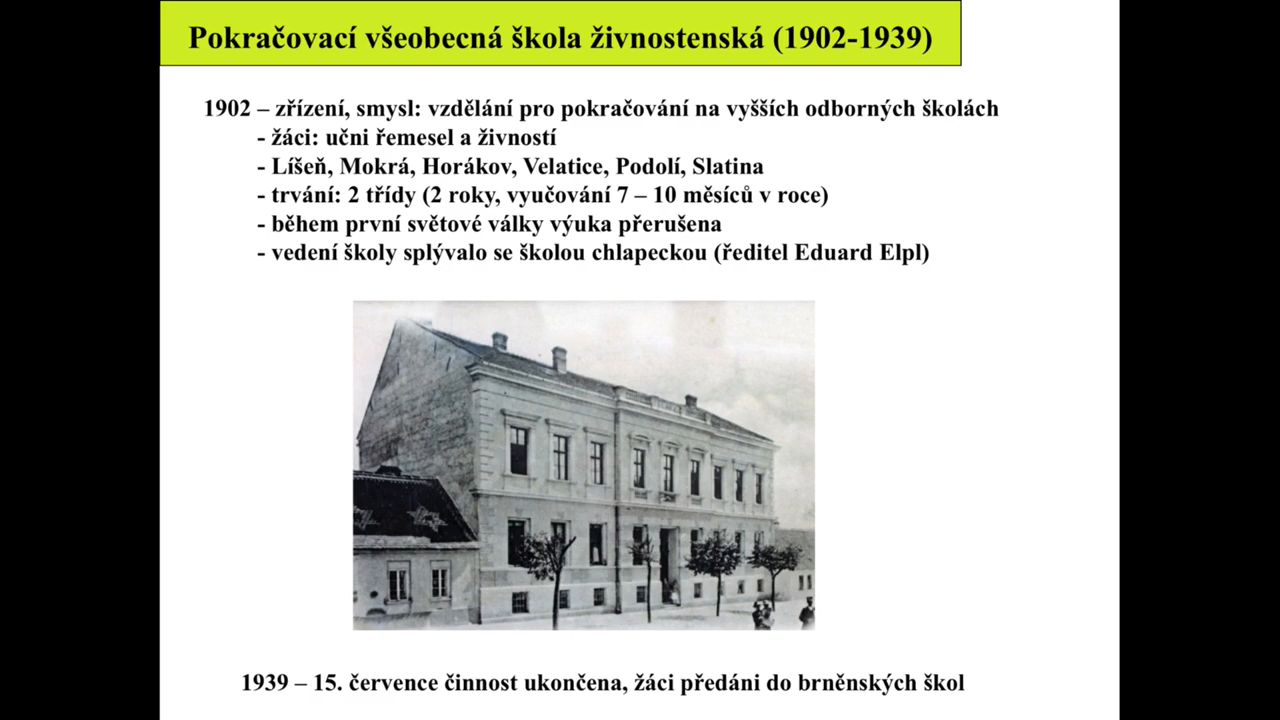 Pokračovací všeobecná škola živnostenská (1902-1939)
1902 – zřízení, smysl: vzdělání pro pokračování na vyšších odborných školách
- žáci: učni řemesel a živností
- Líšeň, Mokrá, Horákov, Velatice, Podolí, Slatina
- trvání: 2 třídy (2 roky, vyučování 7 – 10 měsíců v roce)
- během první světové války výuka přerušena
- vedení školy splývalo se školou chlapeckou (ředitel Eduard Elpl)
1939 – 15. července činnost ukončena, žáci předáni do brněnských škol